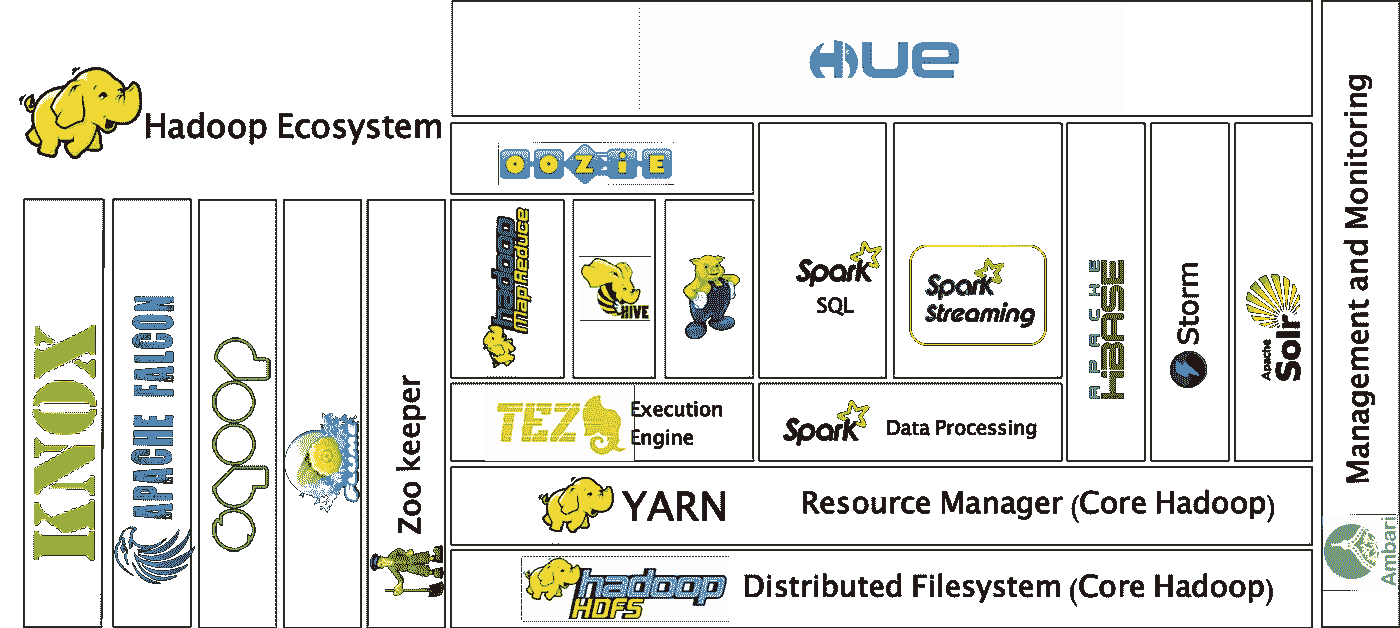 HUE
Hadoop Ecosystem
OOZiE
KNOX
APACHE FALCON
sqoop
FLUME
Zoo keeper
hadoop
Map Reduce
HIVE
Spark
SQL
Spark
Streaming
APACHE
HBASE
Storm
Apache
Solr
TEZ
Execution
Engine
Spark
Data Processing
YARN
Resource Manager (Core Hadoop)
hadoop
HDFS
Distributed Filesystem (Core Hadoop)
Management and Monitoring
Ambari